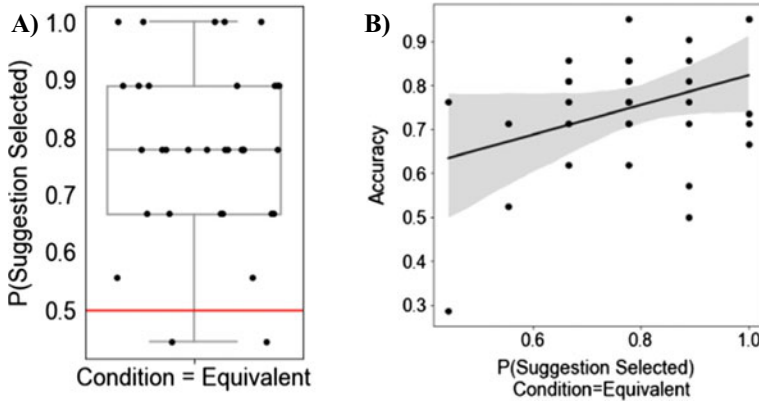 A)
P(Suggestion Selected)
1.0
0.9
0.8
0.7
0.6
0.5
Condition = Equivalent
B)
Accuracy
0.9
0.8
0.7
0.6
0.5
0.4
0.3
0.6
0.8
1.0
P(Suggestion Selected)
Condition=Equivalent